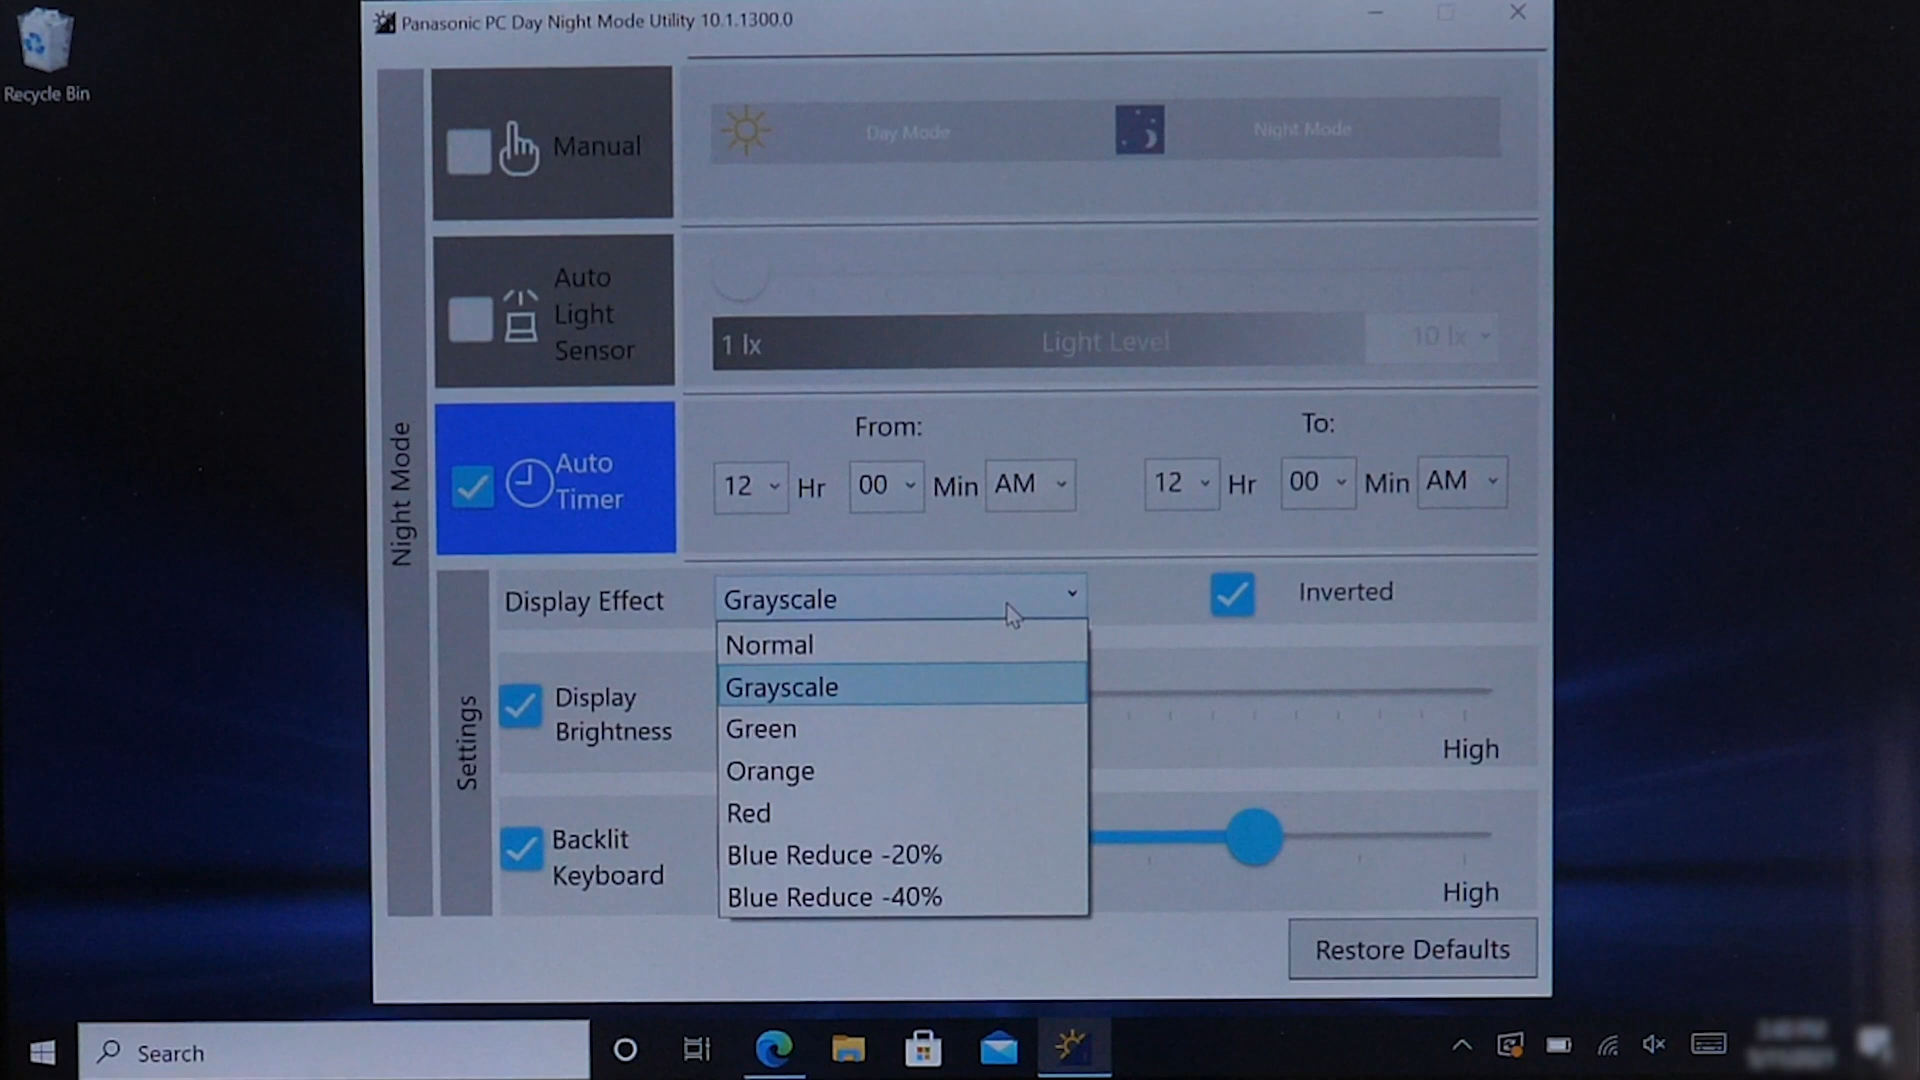 Recycle Bin
Panasonic PC Day Night Mode Utility 10.1.1300.0
Night Mode
Manual
Day Mode
Night Mode
Auto
Light
Sensor
1 lx
Light Level
10 lx
Auto
Timer
From:
To:
12 Hr 00 Min AM
12 Hr 00 Min AM
Settings
Display Effect
Grayscale
Inverted
Normal
Grayscale
Green
Orange
Red
Blue Reduce -20%
Blue Reduce -40%
Display
Brightness
High
Backlit
Keyboard
High
Restore Defaults
Search